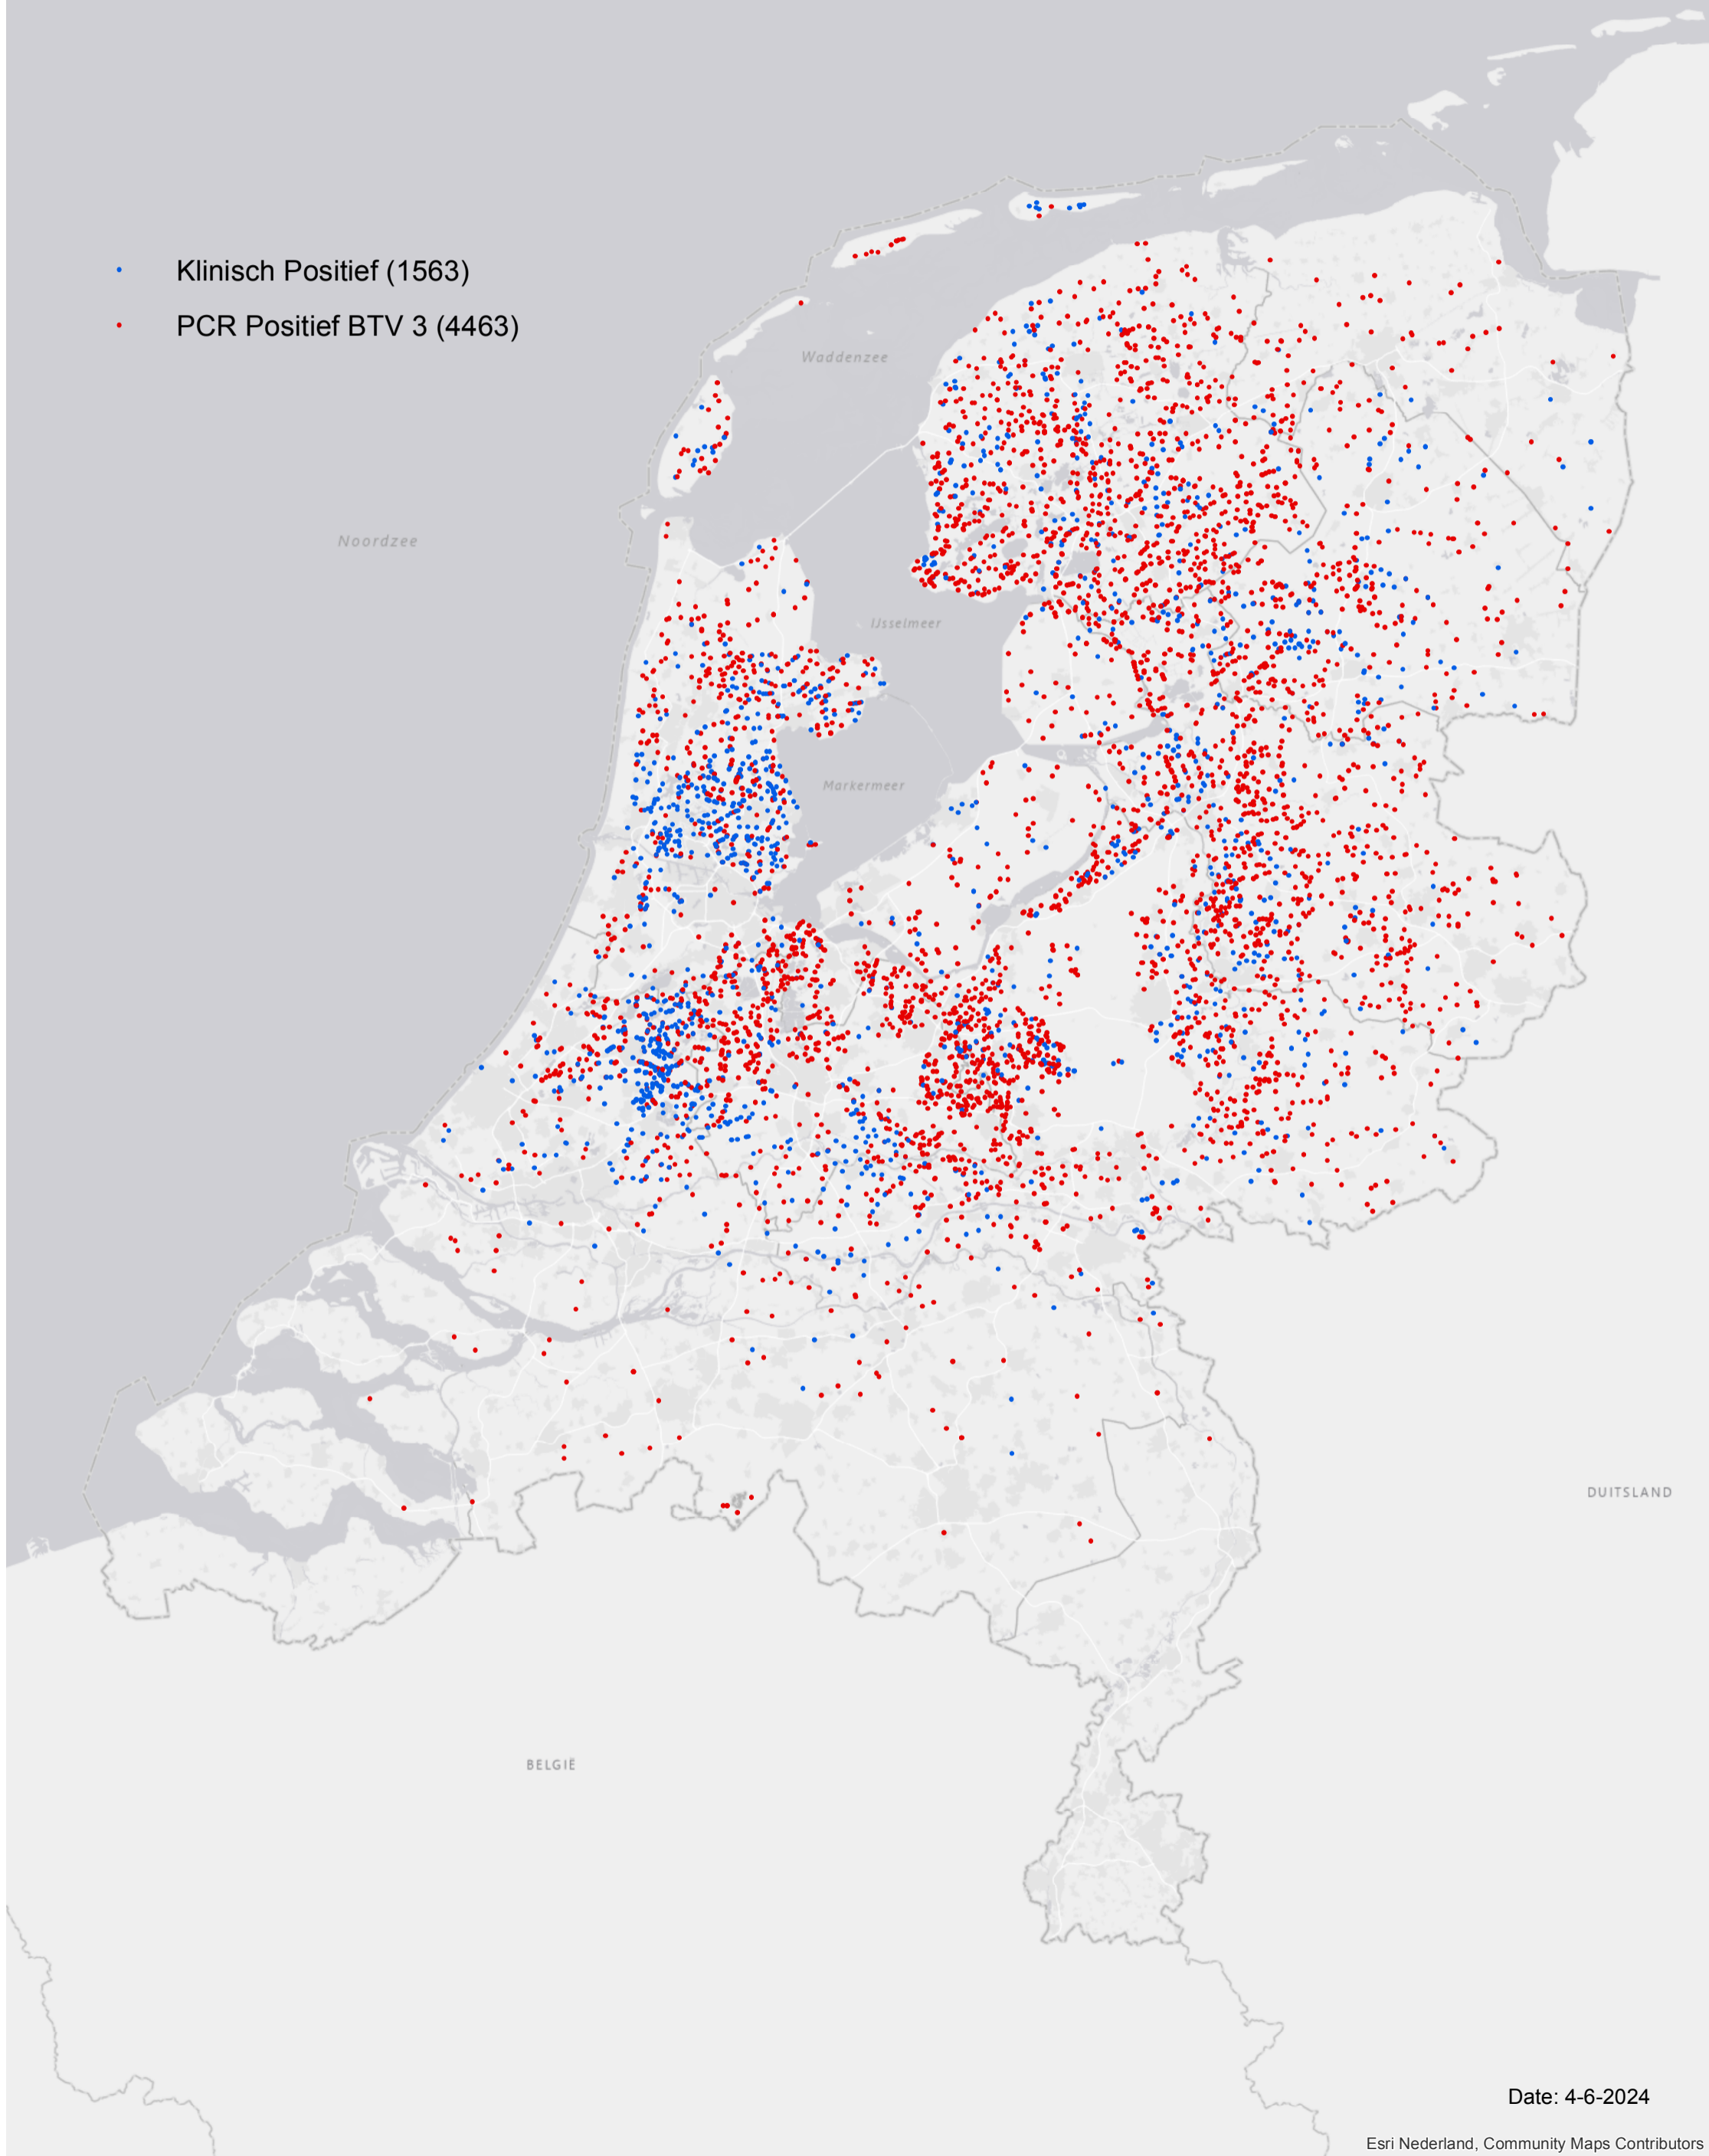 Klinisch Positief (1563)
PCR Positief BTV 3 (4463)
Waddenzee
Noordzee
IJsselmeer
Markermeer
DUITSLAND
BELGIË
Date: 4-6-2024
Esri Nederland, Community Maps Contributors